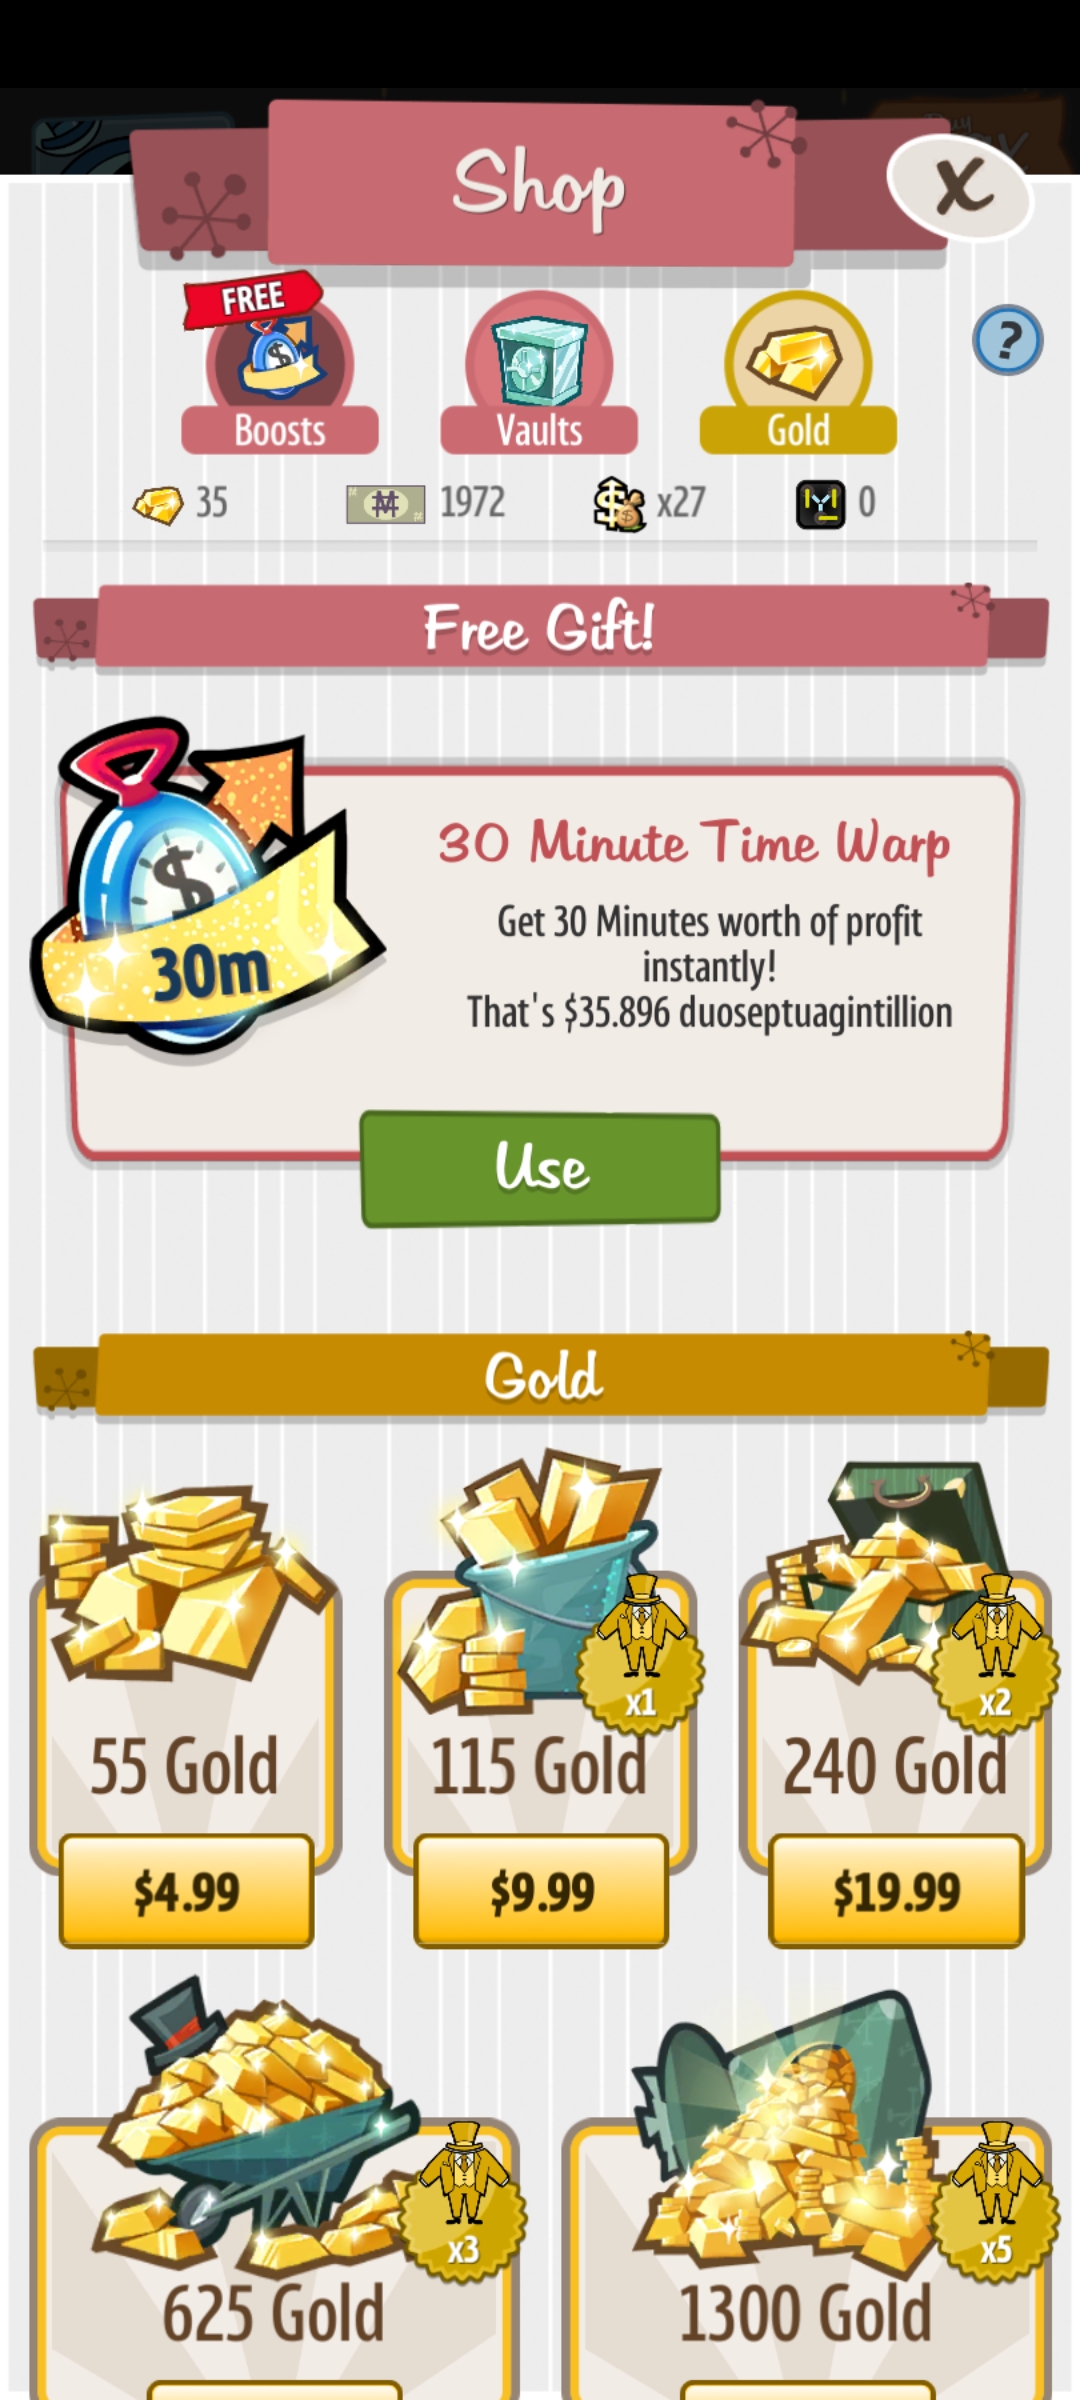 Shop
X
FREE
?
Boosts
Vaults
Gold
35
1972
x27
0
Free Gift!
30 Minute Time Warp
Get 30 Minutes worth of profit
instantly!
That's $35.896 duoseptuagintillion
30m
Use
Gold
x1
x2
55 Gold
115 Gold
240 Gold
$4.99
$9.99
$19.99
x3
x5
625 Gold
1300 Gold